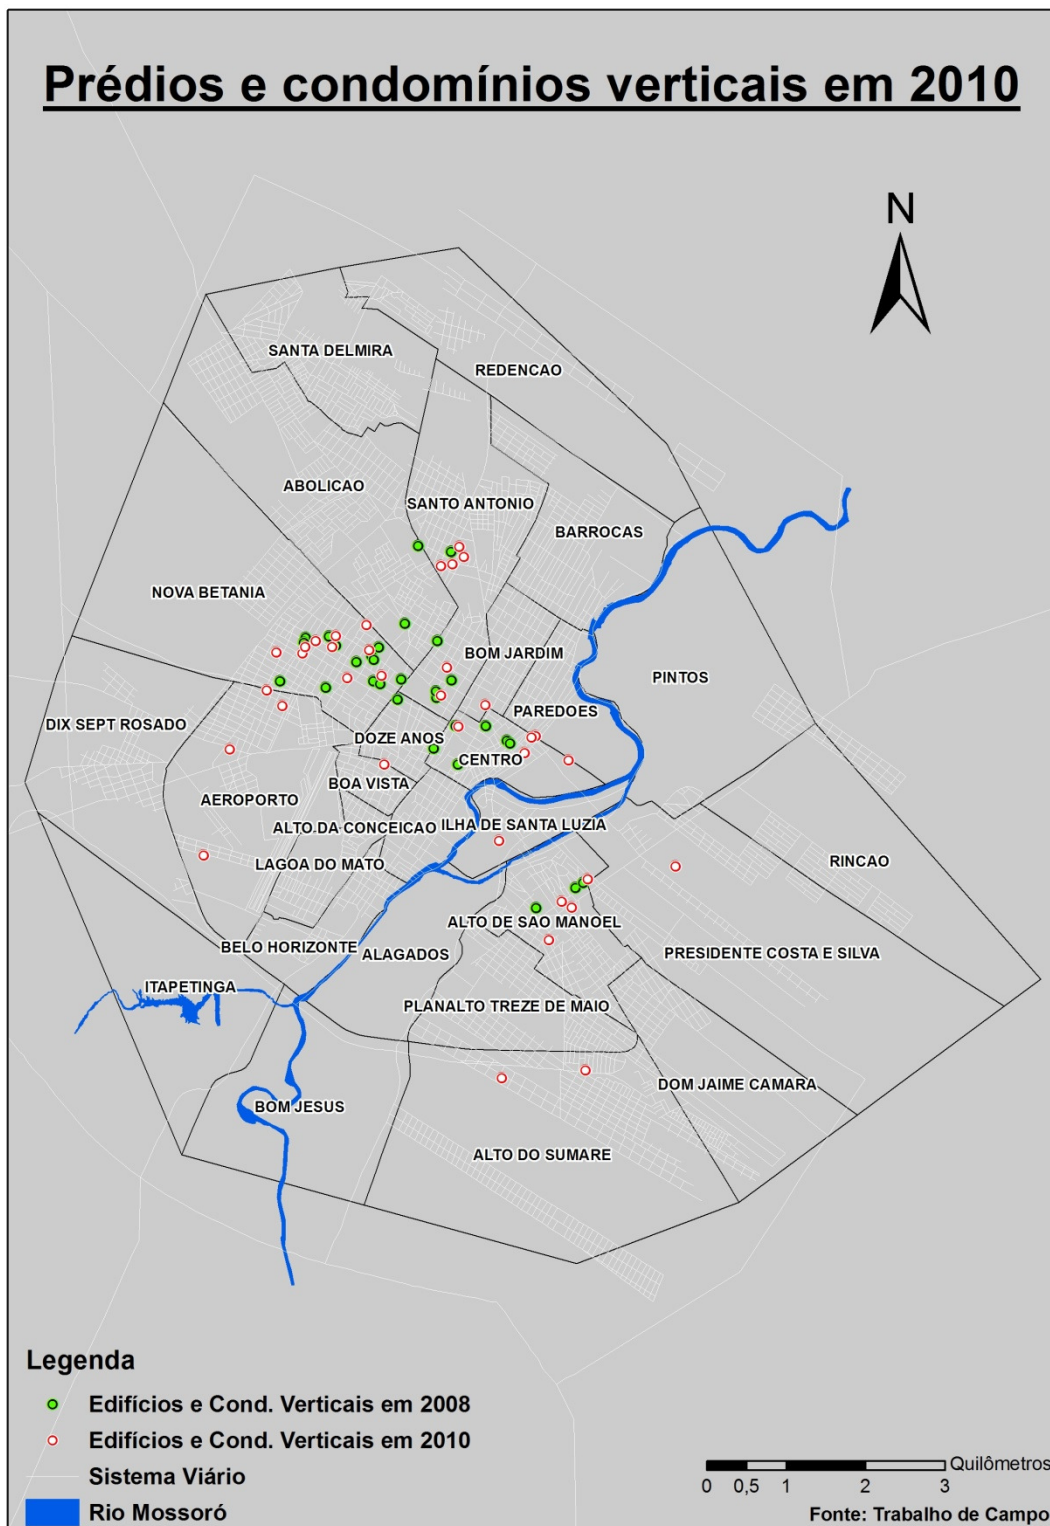 Prédios e condomínios verticais em 2010
N
SANTA DELMIRA
REDENCAO
ABOLICAO
SANTO ANTONIO
BARROCAS
NOVA BETANIA
BOM JARDIM
PINTOS
PAREDOES
DIX SEPT ROSADO
DOZE ANOS
CENTRO
BOA VISTA
AEROPORTO
ALTO DA CONCEICAO
ILHA DE SANTA LUZIA
LAGOA DO MATO
RINCAO
ALTO DE SAO MANOEL
BELO HORIZONTE
ALAGADOS
PRESIDENTE COSTA E SILVA
ITAPETINGA
PLANALTO TREZE DE MAIO
DOM JAIME CAMARA
BOM JESUS
ALTO DO SUMARE
Legenda
Edifícios e Cond. Verticais em 2008
Edifícios e Cond. Verticais em 2010
Sistema Viário
Rio Mossoró
Quilômetros
0 0,5 1 2 3
Fonte: Trabalho de Campo